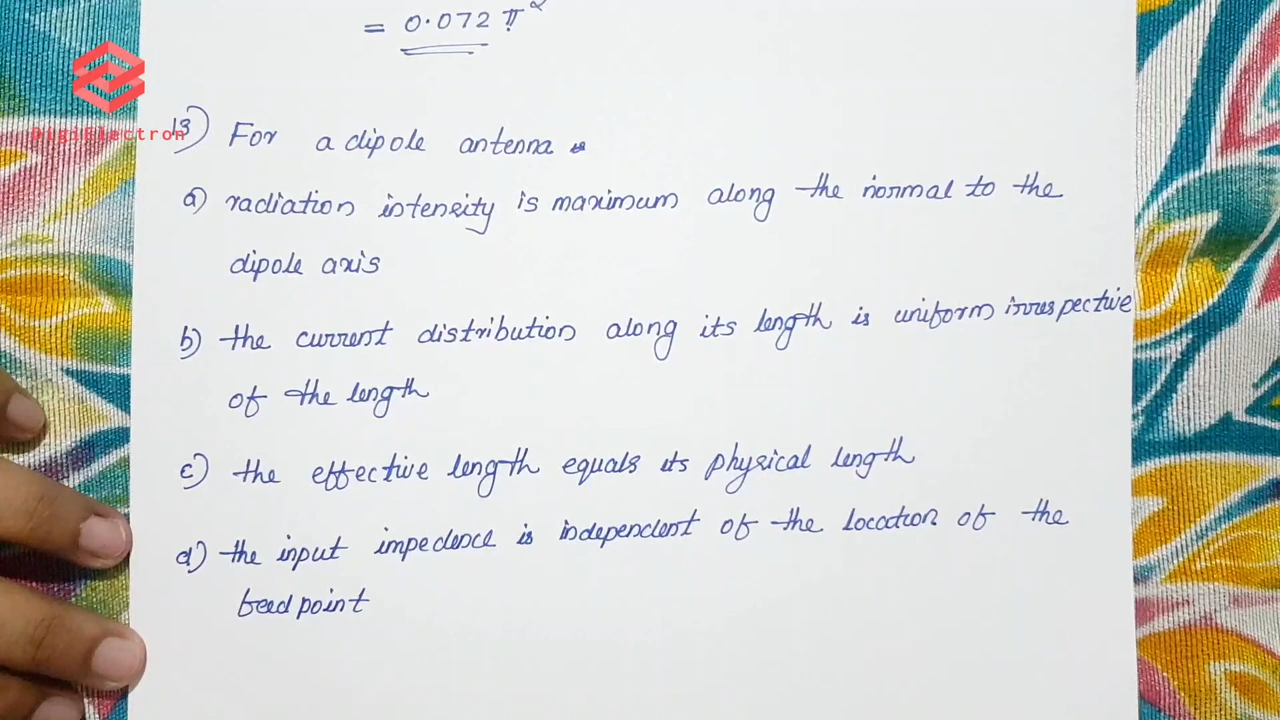 = 0.072 π²
DigiElectron
13) For a dipole antenna
a) radiation intensity is maximum along the normal to the
dipole axis
b) the current distribution along its length is uniform irrespective
of the length
c) the effective length equals its physical length
d) the input impedence is independent of the location of the
feed point